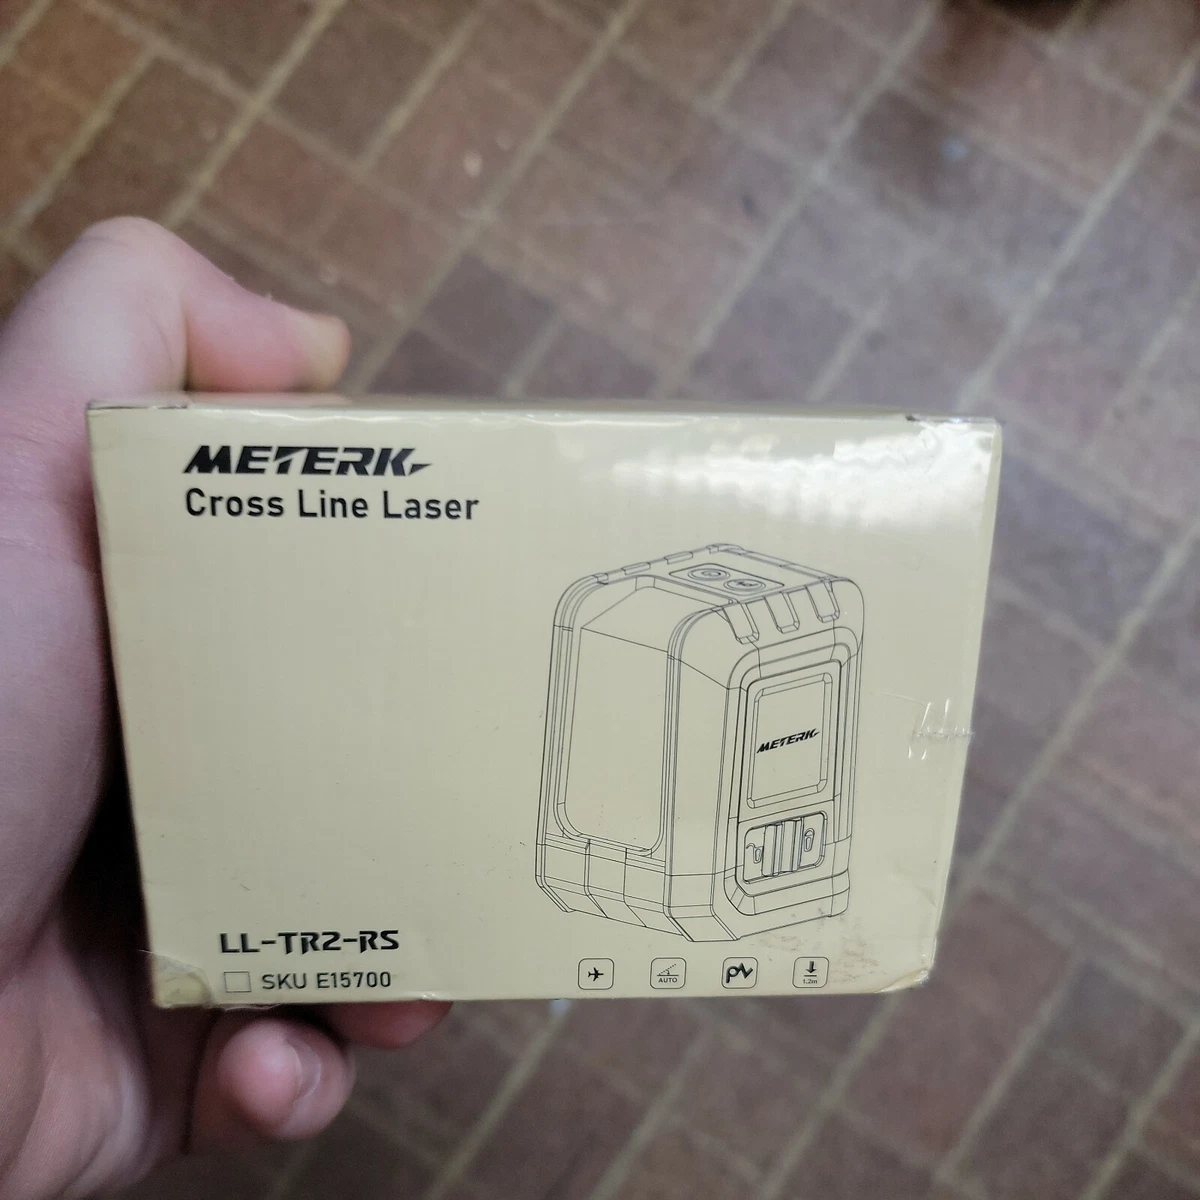 METERK
Cross Line Laser
METERK
LL-TR2-RS
SKU E15700
AUTO
1.2m